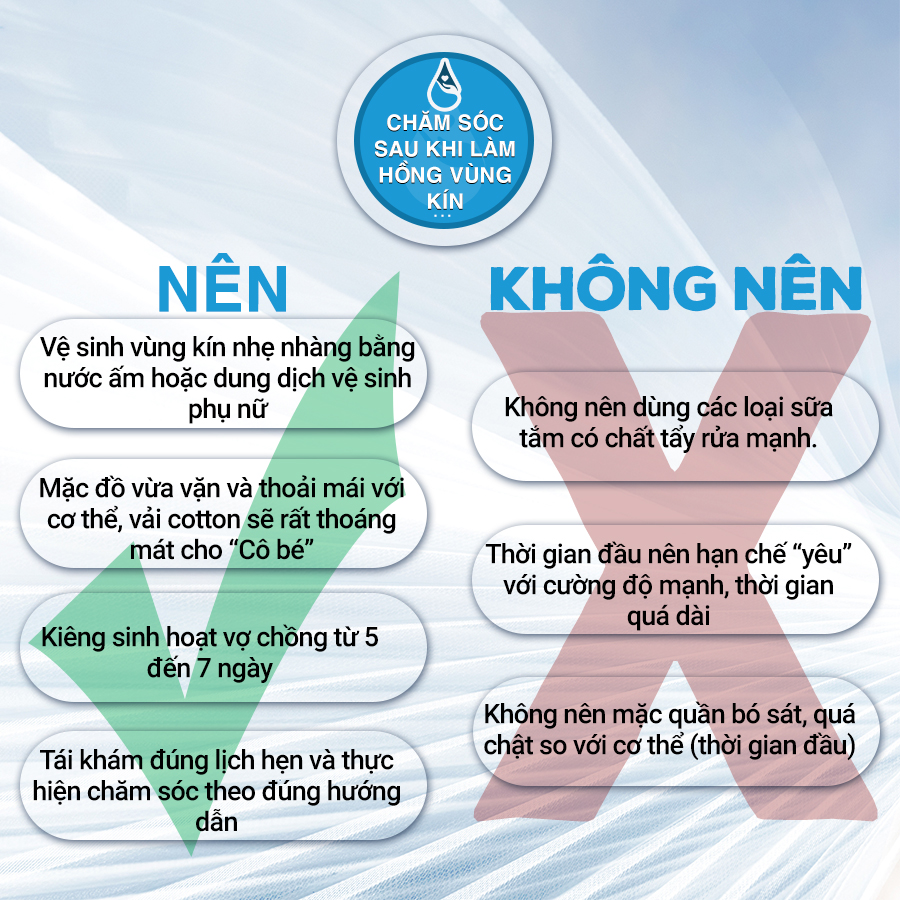 CHĂM SÓC
SAU KHI LÀM
HỒNG VÙNG
KÍN
...
NÊN
KHÔNG NÊN
Vệ sinh vùng kín nhẹ nhàng bằng
nước ấm hoặc dung dịch vệ sinh
phụ nữ
Mặc đồ vừa vặn và thoải mái với
cơ thể, vải cotton sẽ rất thoáng
mát cho “Cô bé”
Kiêng sinh hoạt vợ chồng từ 5
đến 7 ngày
Tái khám đúng lịch hẹn và thực
hiện chăm sóc theo đúng hướng
dẫn
Không nên dùng các loại sữa
tắm có chất tẩy rửa mạnh.
Thời gian đầu nên hạn chế “yêu”
với cường độ mạnh, thời gian
quá dài
Không nên mặc quần bó sát, quá
chật so với cơ thể (thời gian đầu)